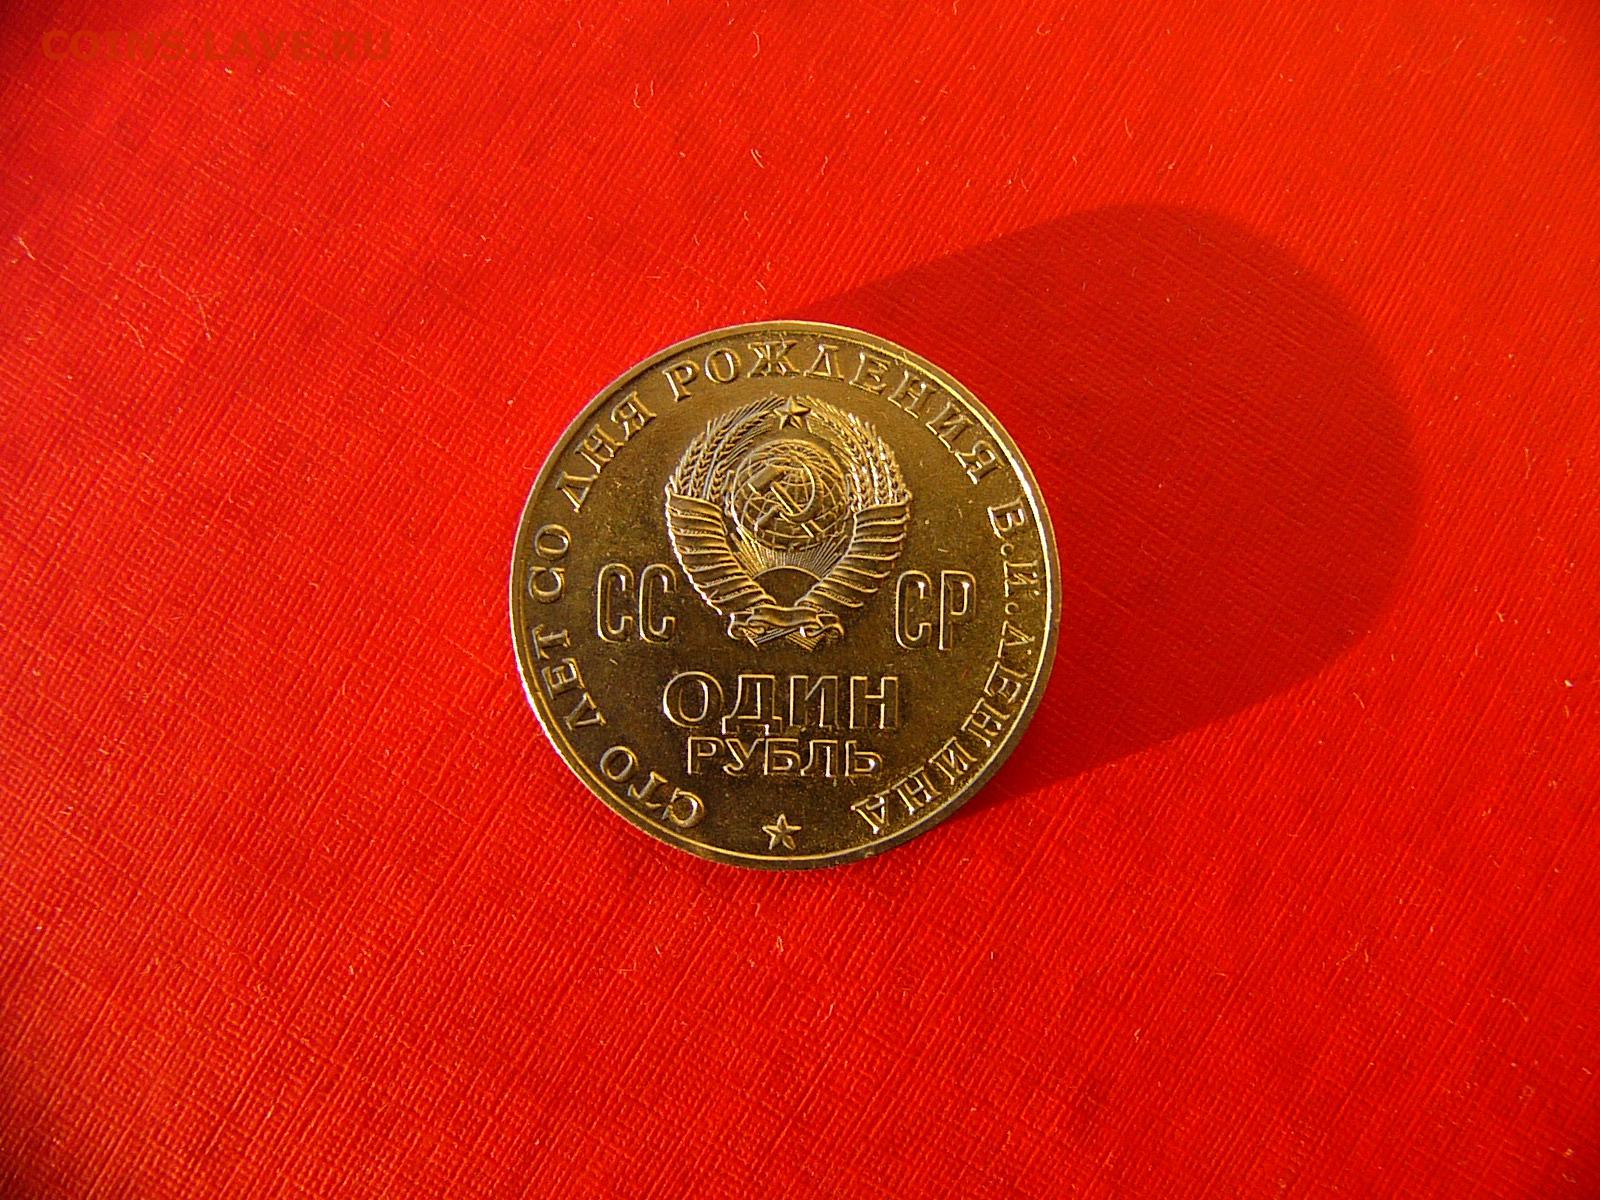 COINS.LAVE.RU
СТО ЛЕТ СО ДНЯ РОЖДЕНИЯ В.И.ЛЕНИНА
СС СР
ОДИН
РУБЛЬ